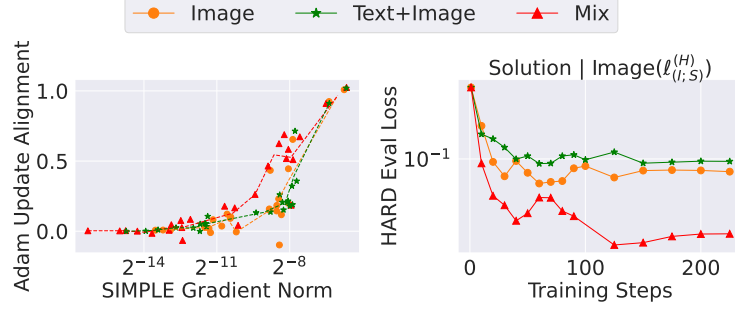 Image Text+Image Mix
Adam Update Alignment
1.0
0.5
0.0
2^{-14} 2^{-11} 2^{-8}
SIMPLE Gradient Norm
Solution | Image(ℓ^{(H)}_{(I;S)})
HARD Eval Loss
10^{-1}
0 100 200
Training Steps